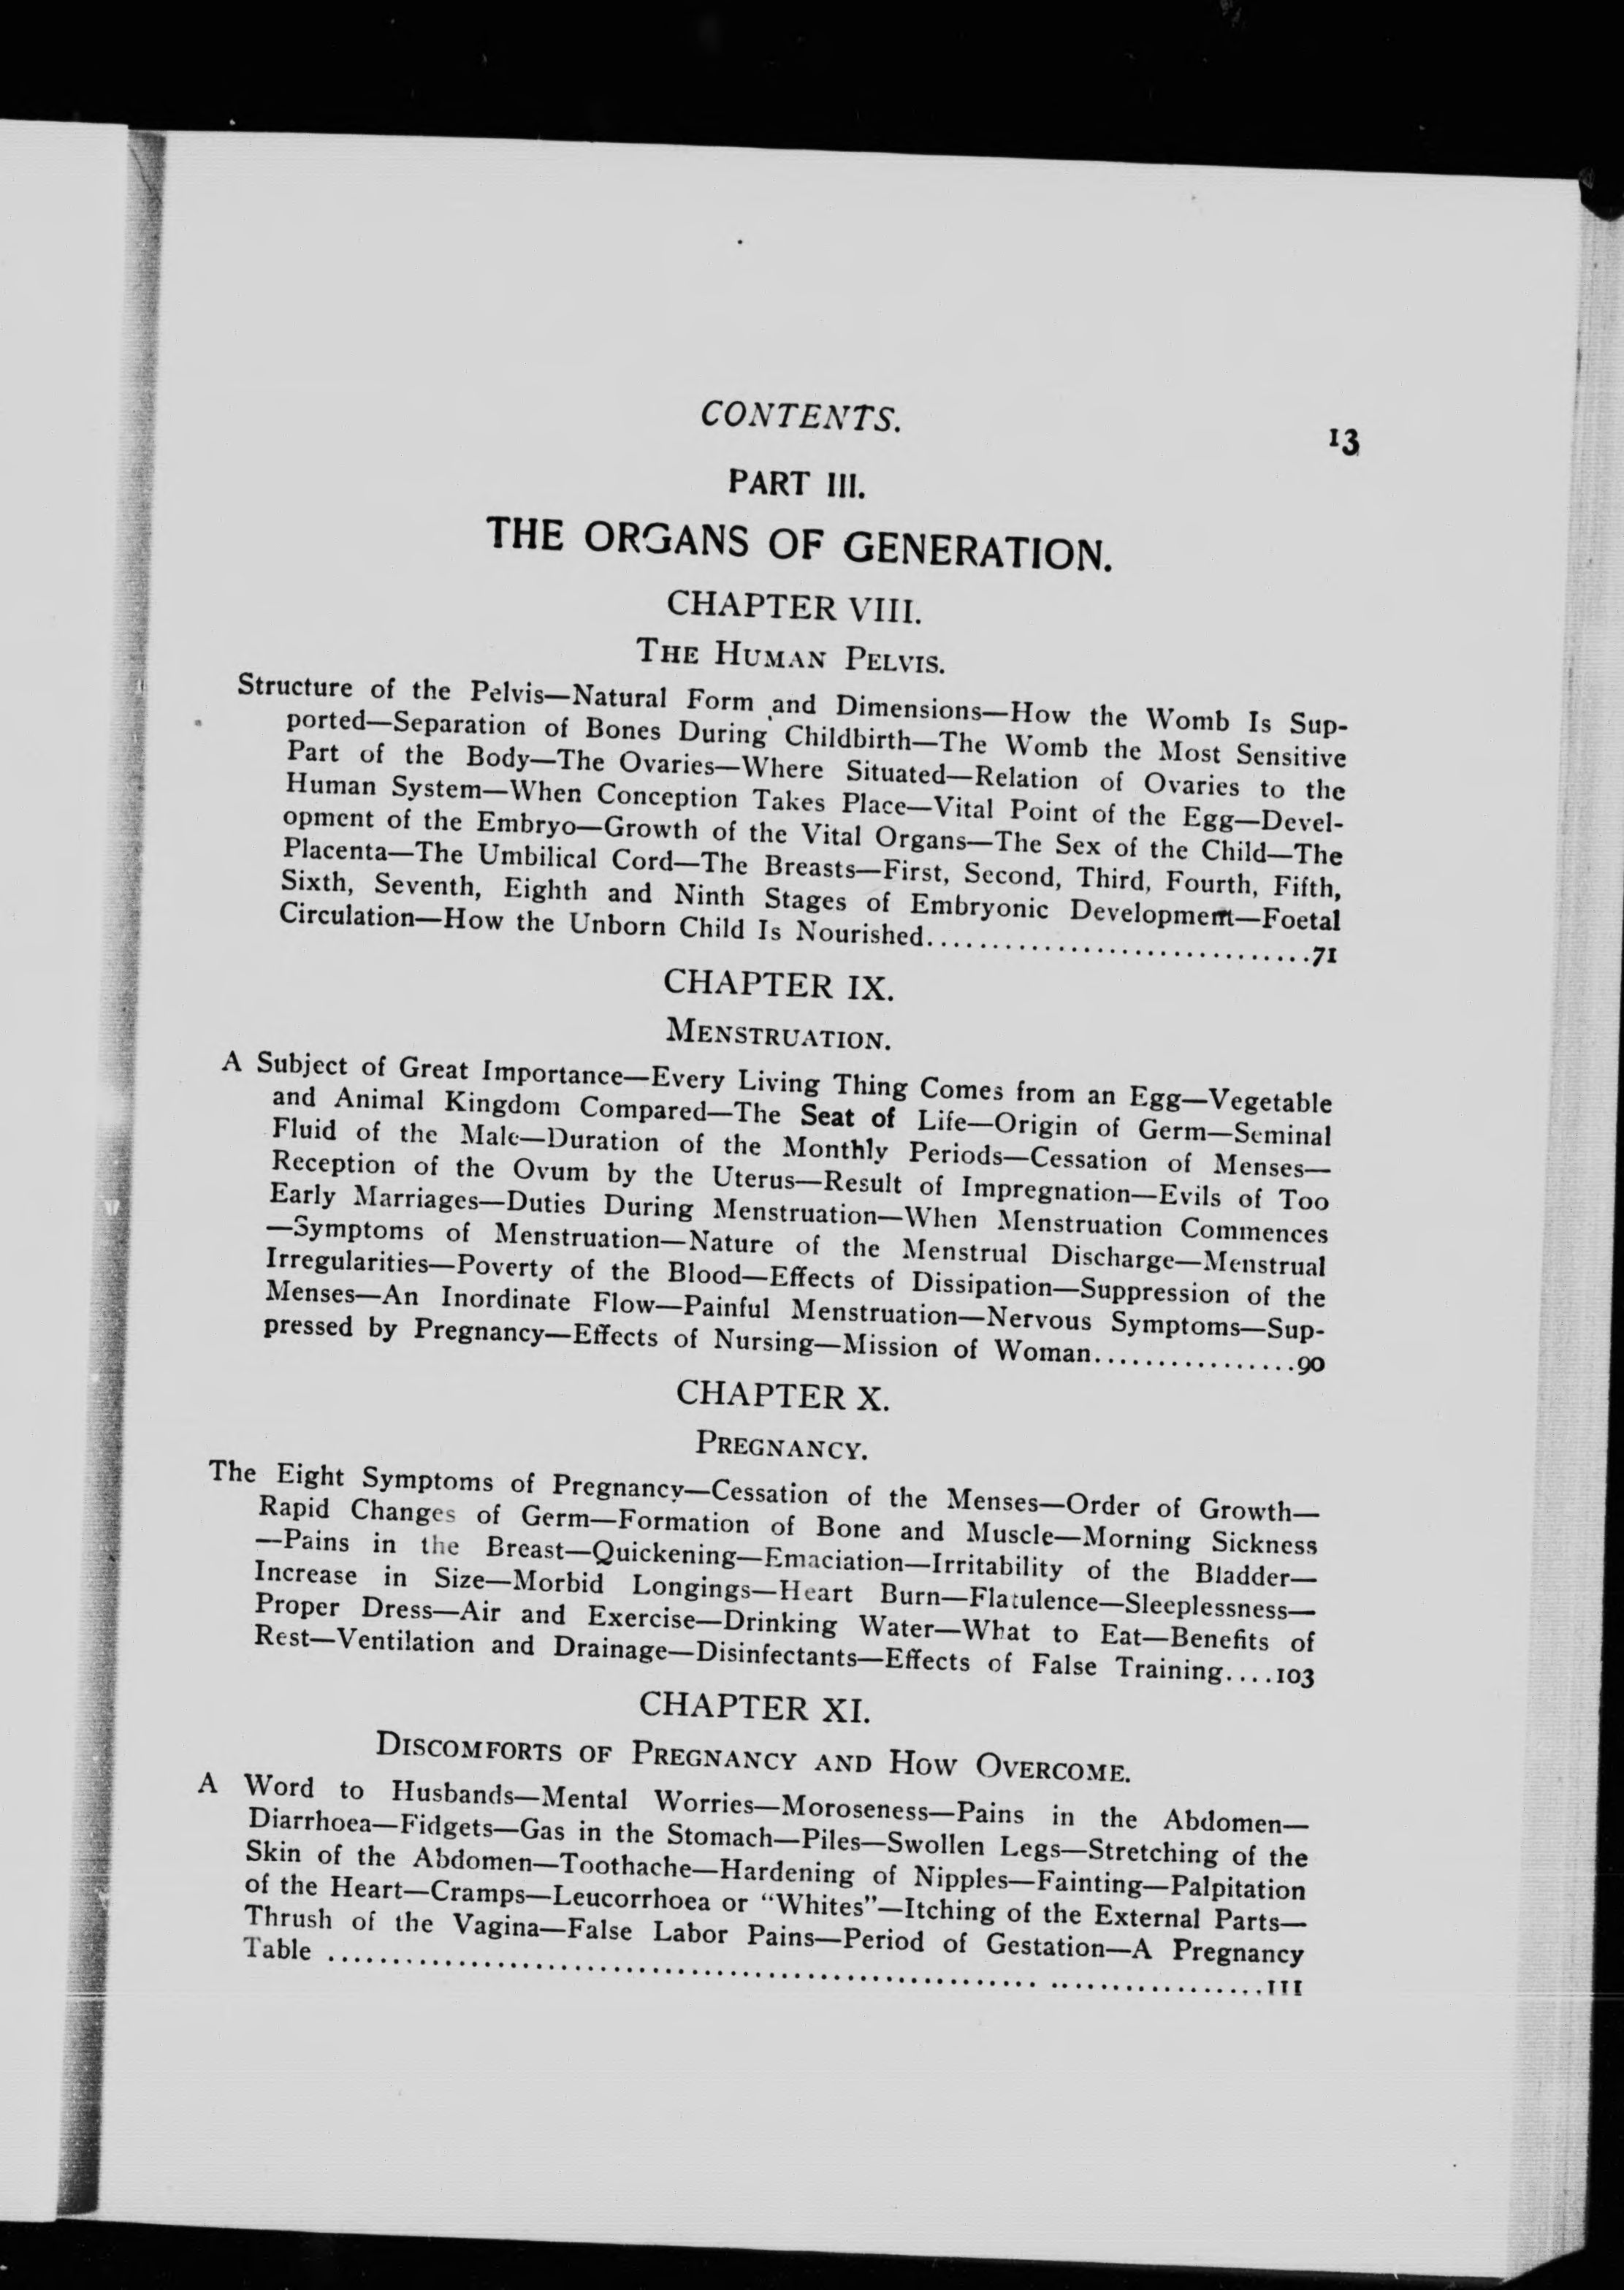 CONTENTS.
13
PART III.
THE ORGANS OF GENERATION.
CHAPTER VIII.
THE HUMAN PELVIS.
Structure of the Pelvis—Natural Form and Dimensions—How the Womb Is Sup-
ported—Separation of Bones During Childbirth—The Womb the Most Sensitive
Part of the Body—The Ovaries—Where Situated—Relation of Ovaries to the
Human System—When Conception Takes Place—Vital Point of the Egg—Devel-
opment of the Embryo—Growth of the Vital Organs—The Sex of the Child—The
Placenta—The Umbilical Cord—The Breasts—First, Second, Third, Fourth, Fifth,
Sixth, Seventh, Eighth and Ninth Stages of Embryonic Development—Foetal
Circulation—How the Unborn Child Is Nourished..............................71
CHAPTER IX.
MENSTRUATION.
A Subject of Great Importance—Every Living Thing Comes from an Egg—Vegetable
and Animal Kingdom Compared—The Seat of Life—Origin of Germ—Seminal
Fluid of the Male—Duration of the Monthly Periods—Cessation of Menses—
Reception of the Ovum by the Uterus—Result of Impregnation—Evils of Too
Early Marriages—Duties During Menstruation—When Menstruation Commences
—Symptoms of Menstruation—Nature of the Menstrual Discharge—Menstrual
Irregularities—Poverty of the Blood—Effects of Dissipation—Suppression of the
Menses—An Inordinate Flow—Painful Menstruation—Nervous Symptoms—Sup-
pressed by Pregnancy—Effects of Nursing—Mission of Woman................90
CHAPTER X.
PREGNANCY.
The Eight Symptoms of Pregnancy—Cessation of the Menses—Order of Growth—
Rapid Changes of Germ—Formation of Bone and Muscle—Morning Sickness
—Pains in the Breast—Quickening—Emaciation—Irritability of the Bladder—
Increase in Size—Morbid Longings—Heart Burn—Flatulence—Sleeplessness—
Proper Dress—Air and Exercise—Drinking Water—What to Eat—Benefits of
Rest—Ventilation and Drainage—Disinfectants—Effects of False Training....103
CHAPTER XI.
DISCOMFORTS OF PREGNANCY AND HOW OVERCOME.
A Word to Husbands—Mental Worries—Moroseness—Pains in the Abdomen—
Diarrhoea—Fidgets—Gas in the Stomach—Piles—Swollen Legs—Stretching of the
Skin of the Abdomen—Toothache—Hardening of Nipples—Fainting—Palpitation
of the Heart—Cramps—Leucorrhoea or "Whites"—Itching of the External Parts—
Thrush of the Vagina—False Labor Pains—Period of Gestation—A Pregnancy
Table ........................................................................111